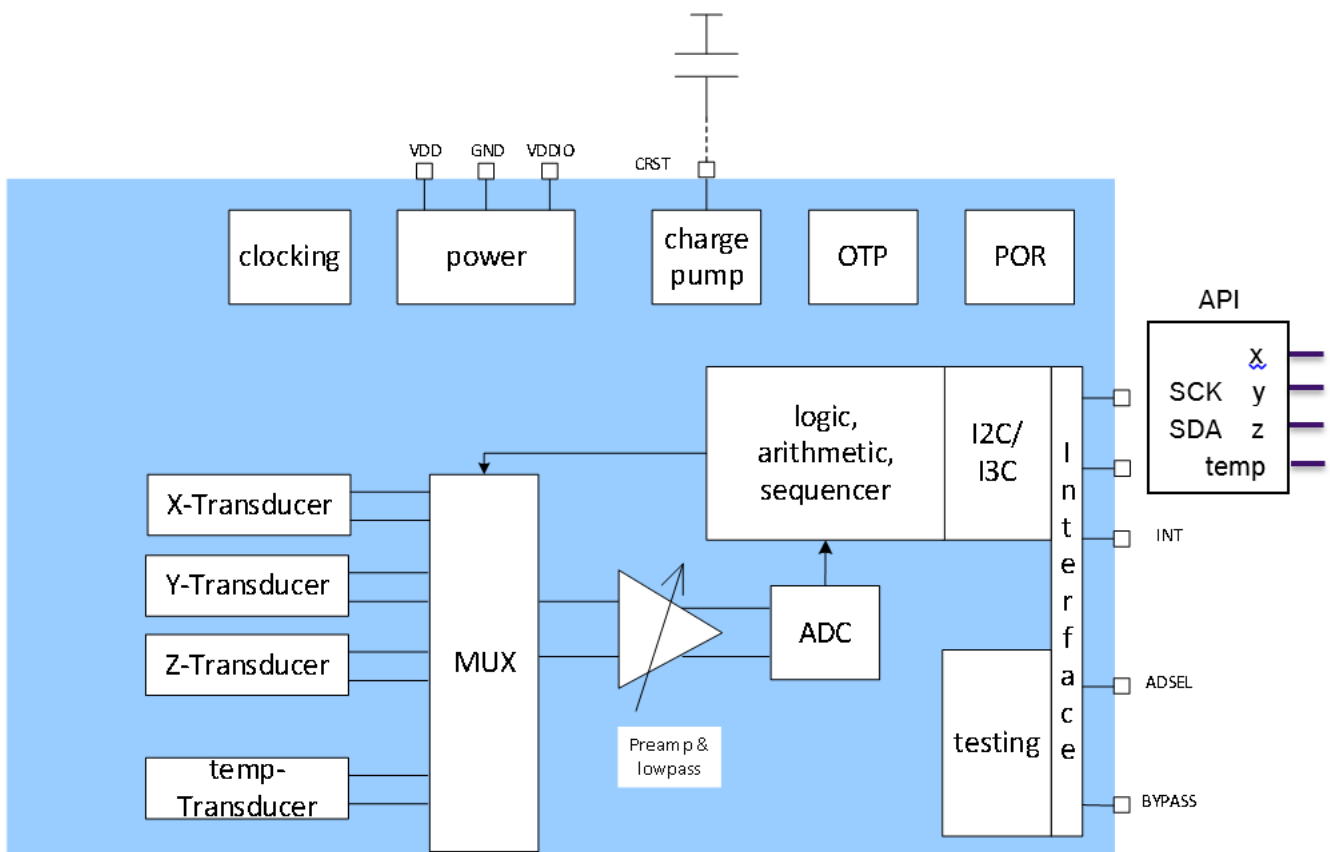 VDD
GND
VDDIO
CRST
clocking
power
charge
pump
OTP
POR
API
x
SCK y
SDA z
temp
logic,
arithmetic,
sequencer
I2C/
I3C
Interface
INT
ADSEL
BYPASS
X-Transducer
Y-Transducer
Z-Transducer
temp-
Transducer
MUX
Preamp &
lowpass
ADC
testing